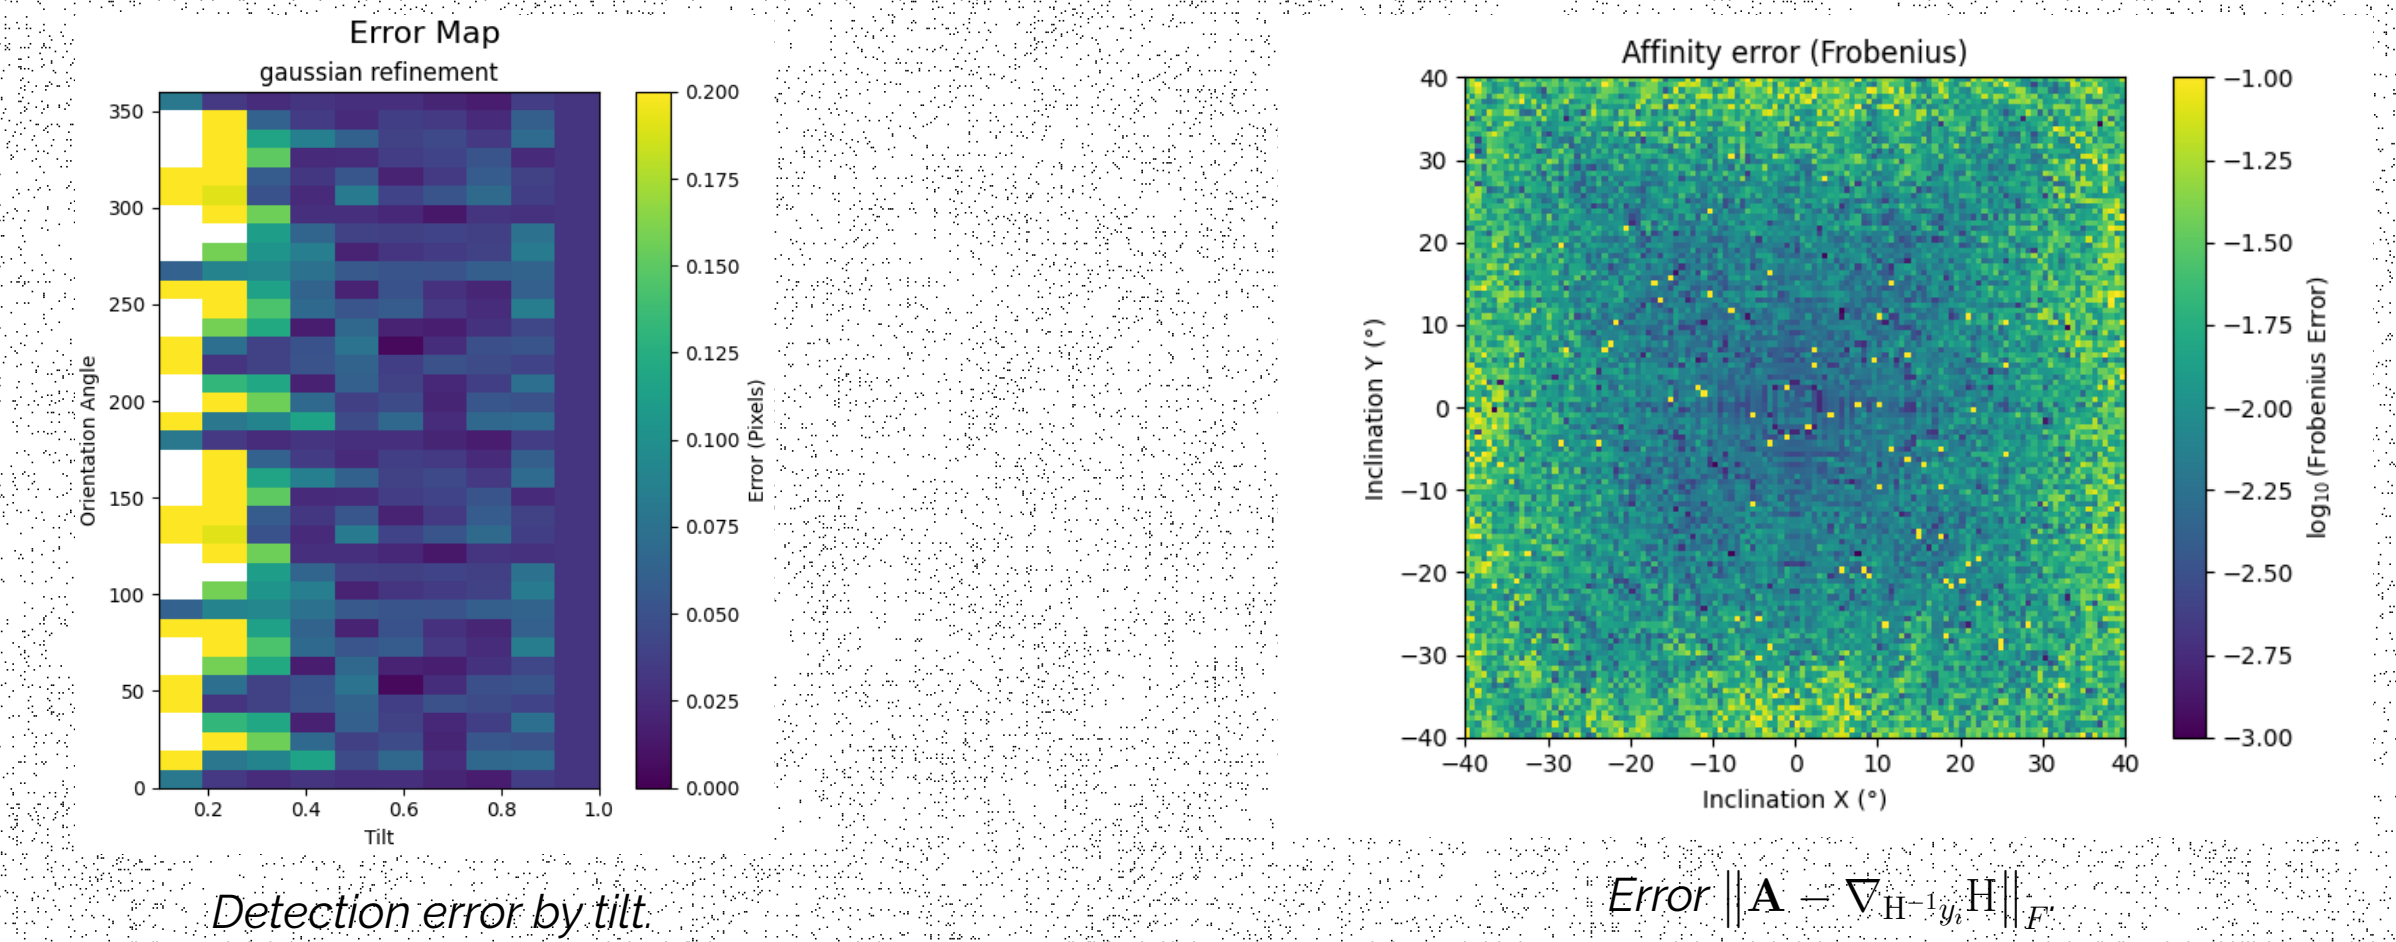 Error Map
gaussian refinement
Orientation Angle
350
300
250
200
150
100
50
0
0.2 0.4 0.6 0.8 1.0
Tilt
0.200
0.175
0.150
0.125
0.100
0.075
0.050
0.025
0.000
Error (Pixels)
Detection error by tilt.
Affinity error (Frobenius)
Inclination Y (°)
40
30
20
10
0
−10
−20
−30
−40
−40 −30 −20 −10 0 10 20 30 40
Inclination X (°)
−1.00
−1.25
−1.50
−1.75
−2.00
−2.25
−2.50
−2.75
−3.00
log₁₀(Frobenius Error)
Error ‖𝐀 − ∇_{H⁻¹y_i}H‖_F.